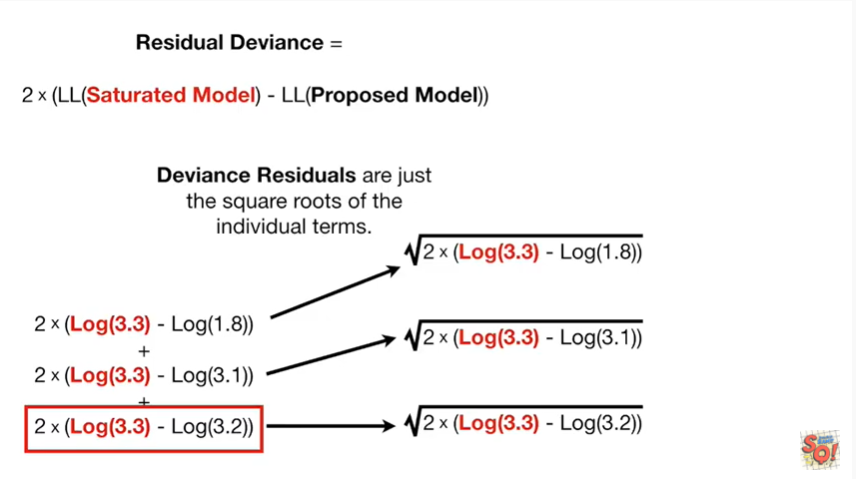 Residual Deviance =
2 × (LL(Saturated Model) - LL(Proposed Model))
Deviance Residuals are just
the square roots of the
individual terms.
√2 × (Log(3.3) - Log(1.8))
2 × (Log(3.3) - Log(1.8))
+
√2 × (Log(3.3) - Log(3.1))
2 × (Log(3.3) - Log(3.1))
+
√2 × (Log(3.3) - Log(3.2))
2 × (Log(3.3) - Log(3.2))
SQ!